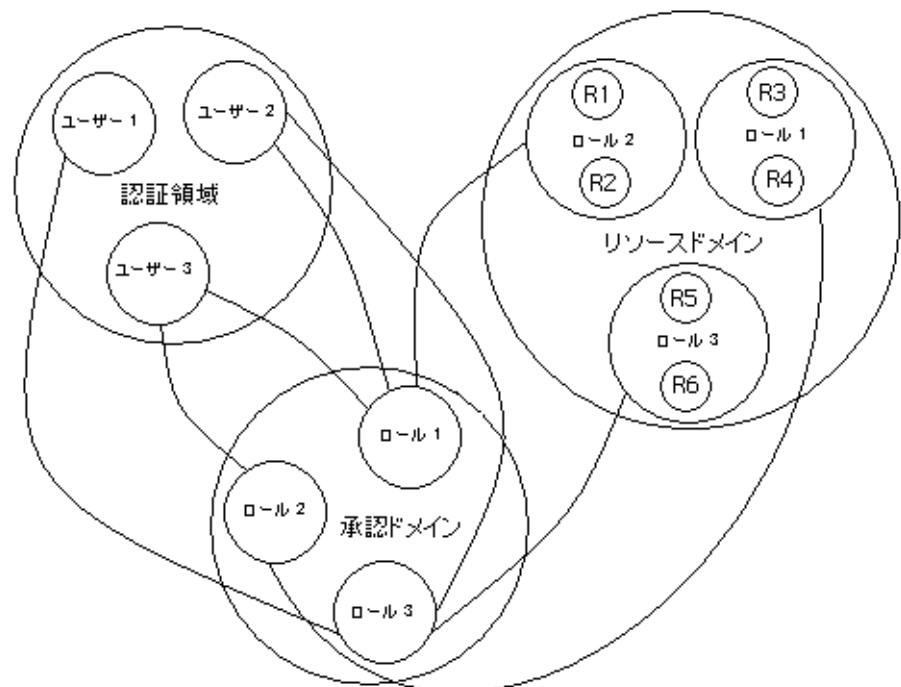 ユーザー 1
ユーザー 2
認証領域
ユーザー 3
R1
ロール 2
R2
R3
ロール 1
R4
リソースドメイン
R5
ロール 3
R6
ロール 1
ロール 2
承認ドメイン
ロール 3